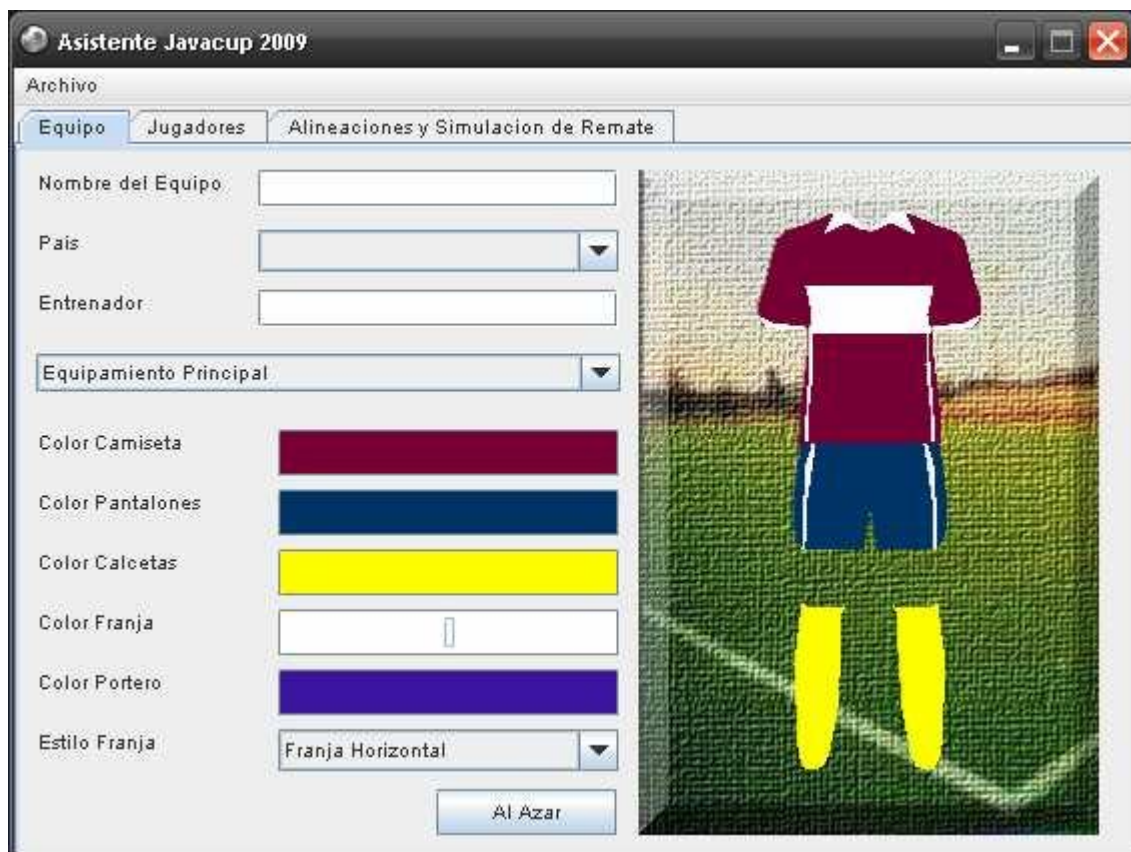 Asistente Javacup 2009
Archivo
Equipo
Jugadores
Alineaciones y Simulacion de Remate
Nombre del Equipo
País
Entrenador
Equipamiento Principal
Color Camiseta
Color Pantalones
Color Calcetas
Color Franja
Color Portero
Estilo Franja
Franja Horizontal
Al Azar